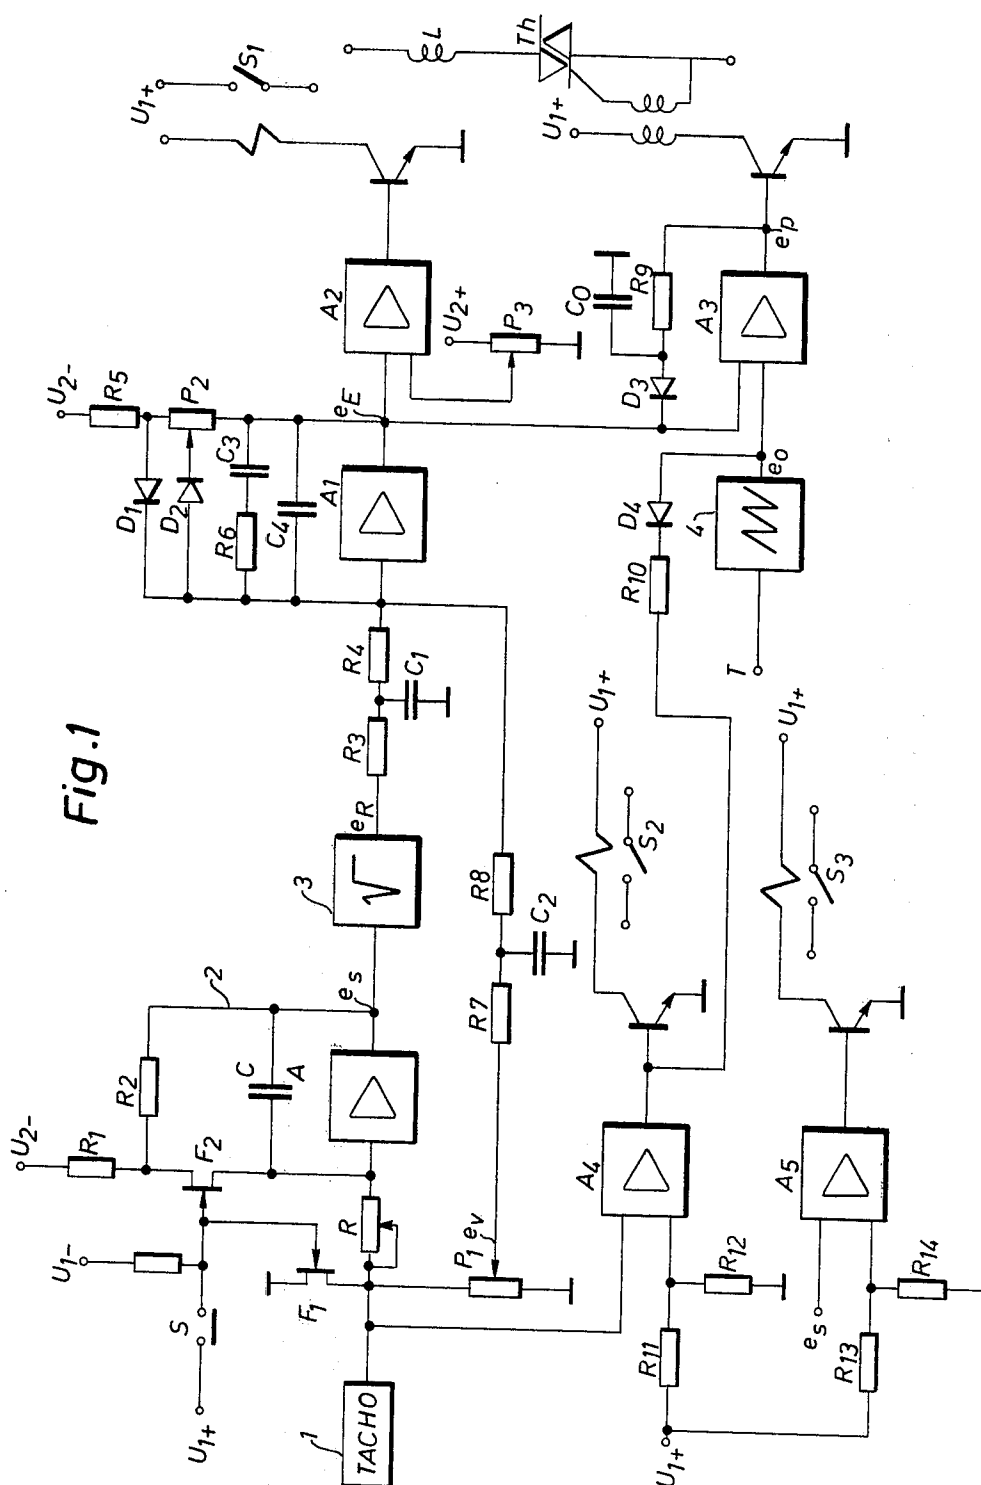 Fig.1
U1+
S
U1-
U2-
R1
R2
F2
F1
C
A
2
R
es
1
TACHO
P1
ev
3
√
eR
R3
R4
C1
R7
R8
C2
U2-
R5
P2
D1
D2
R6
C3
C4
A1
eE
A2
U2+
P3
U1+
S1
L
Th
U1+
C0
R9
D3
A3
e'p
D4
R10
4
e0
T
A4
R11
R12
U1+
S2
U1+
A5
es
R13
R14
S3
U1+